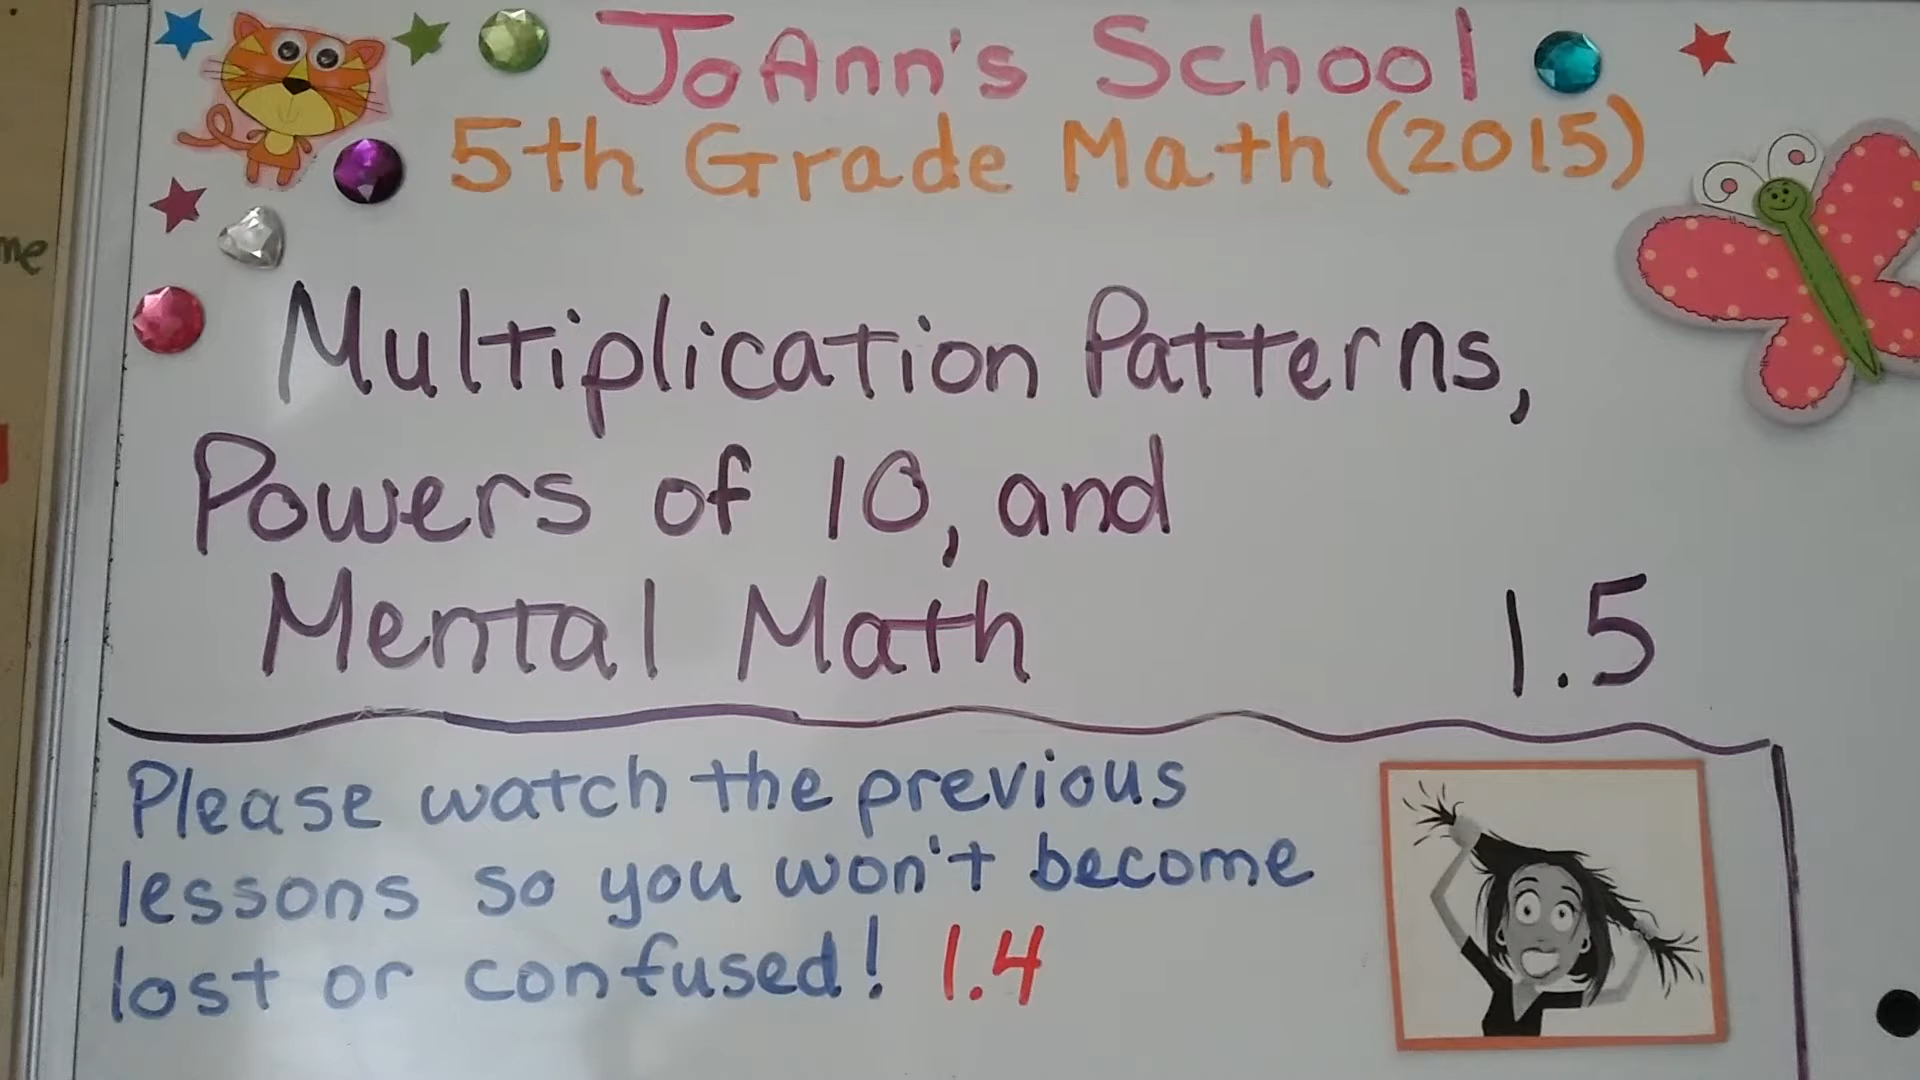 JoAnn's School
5th Grade Math (2015)
me
Multiplication Patterns,
Powers of 10, and
Mental Math 1.5
Please watch the previous
lessons so you won't become
lost or confused! 1.4